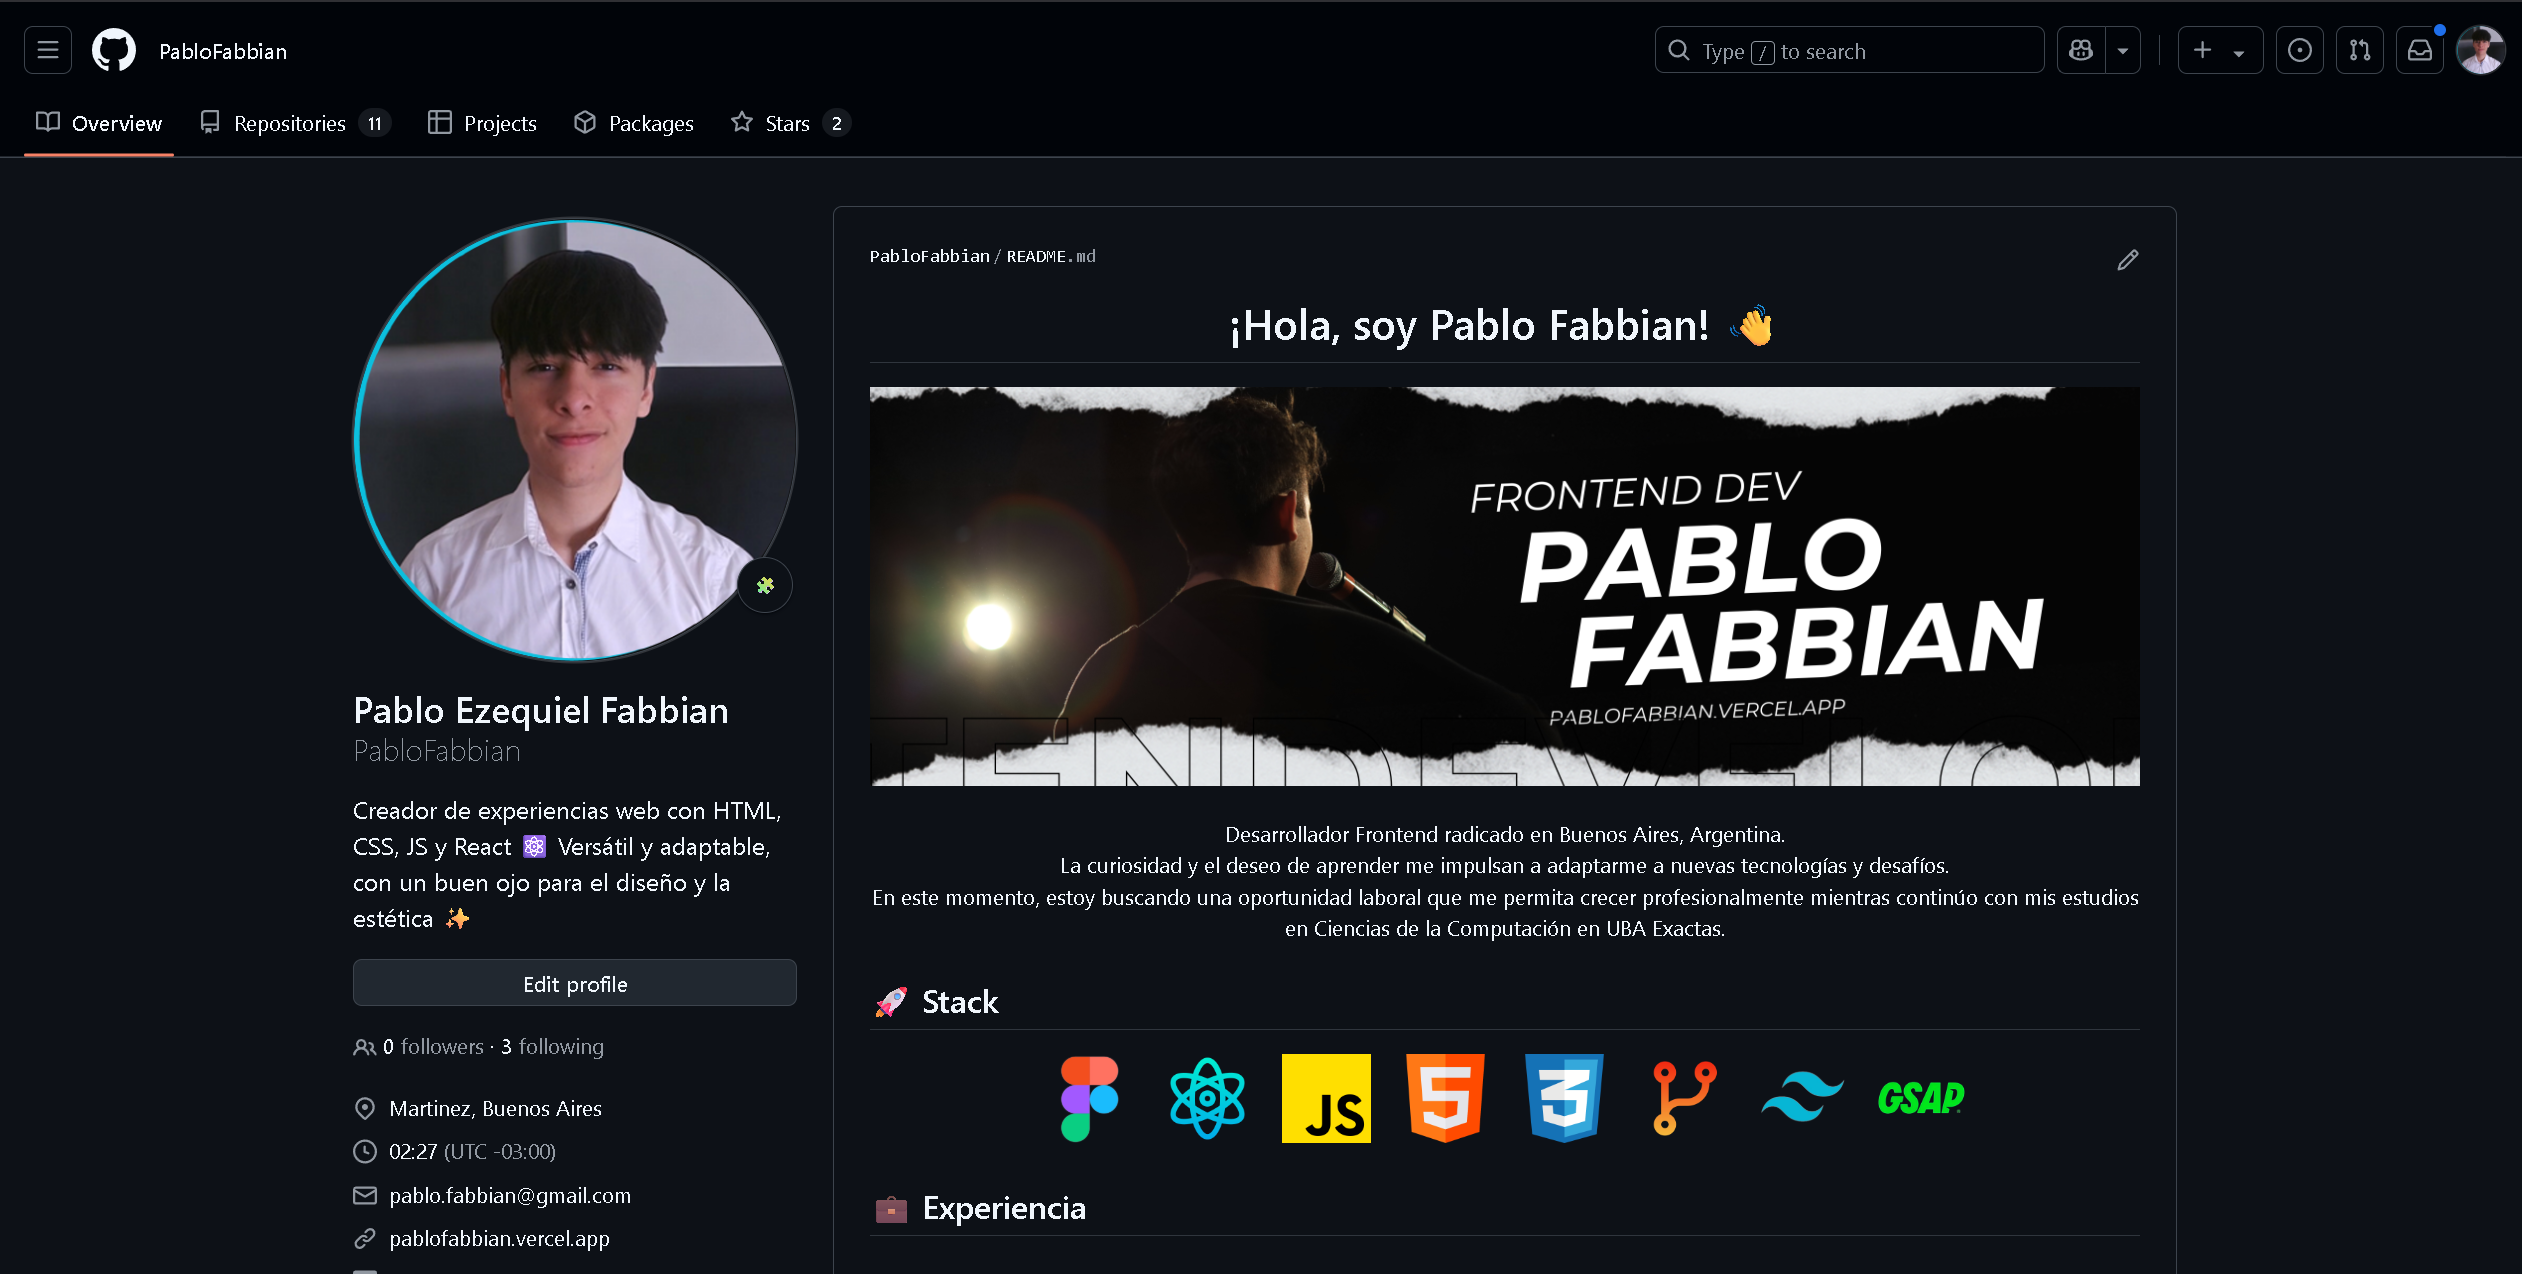 PabloFabbian
Type / to search
Overview
Repositories 11
Projects
Packages
Stars 2
Pablo Ezequiel Fabbian
PabloFabbian
Creador de experiencias web con HTML,
CSS, JS y React ⚛️ Versátil y adaptable,
con un buen ojo para el diseño y la
estética ✨
Edit profile
0 followers · 3 following
Martinez, Buenos Aires
02:27 (UTC -03:00)
pablo.fabbian@gmail.com
pablofabbian.vercel.app
PabloFabbian / README.md
¡Hola, soy Pablo Fabbian! 👋
FRONTEND DEV
PABLO
FABBIAN
PABLOFABBIAN.VERCEL.APP
TENDEVELO
Desarrollador Frontend radicado en Buenos Aires, Argentina.
La curiosidad y el deseo de aprender me impulsan a adaptarme a nuevas tecnologías y desafíos.
En este momento, estoy buscando una oportunidad laboral que me permita crecer profesionalmente mientras continúo con mis estudios
en Ciencias de la Computación en UBA Exactas.
🚀 Stack
JS
5
3
GSAP
💼 Experiencia